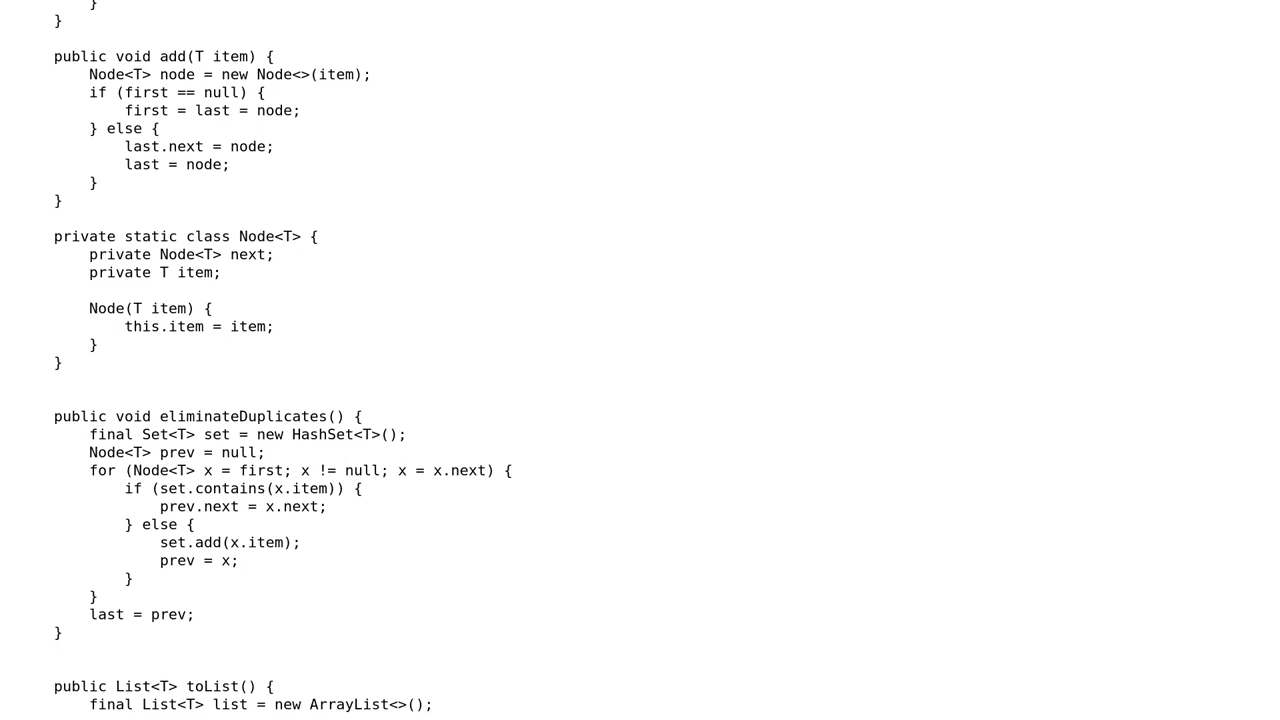 }
}
public void add(T item) {
Node<T> node = new Node<>(item);
if (first == null) {
first = last = node;
} else {
last.next = node;
last = node;
}
}
private static class Node<T> {
private Node<T> next;
private T item;
Node(T item) {
this.item = item;
}
}
public void eliminateDuplicates() {
final Set<T> set = new HashSet<T>();
Node<T> prev = null;
for (Node<T> x = first; x != null; x = x.next) {
if (set.contains(x.item)) {
prev.next = x.next;
} else {
set.add(x.item);
prev = x;
}
}
last = prev;
}
public List<T> toList() {
final List<T> list = new ArrayList<>();